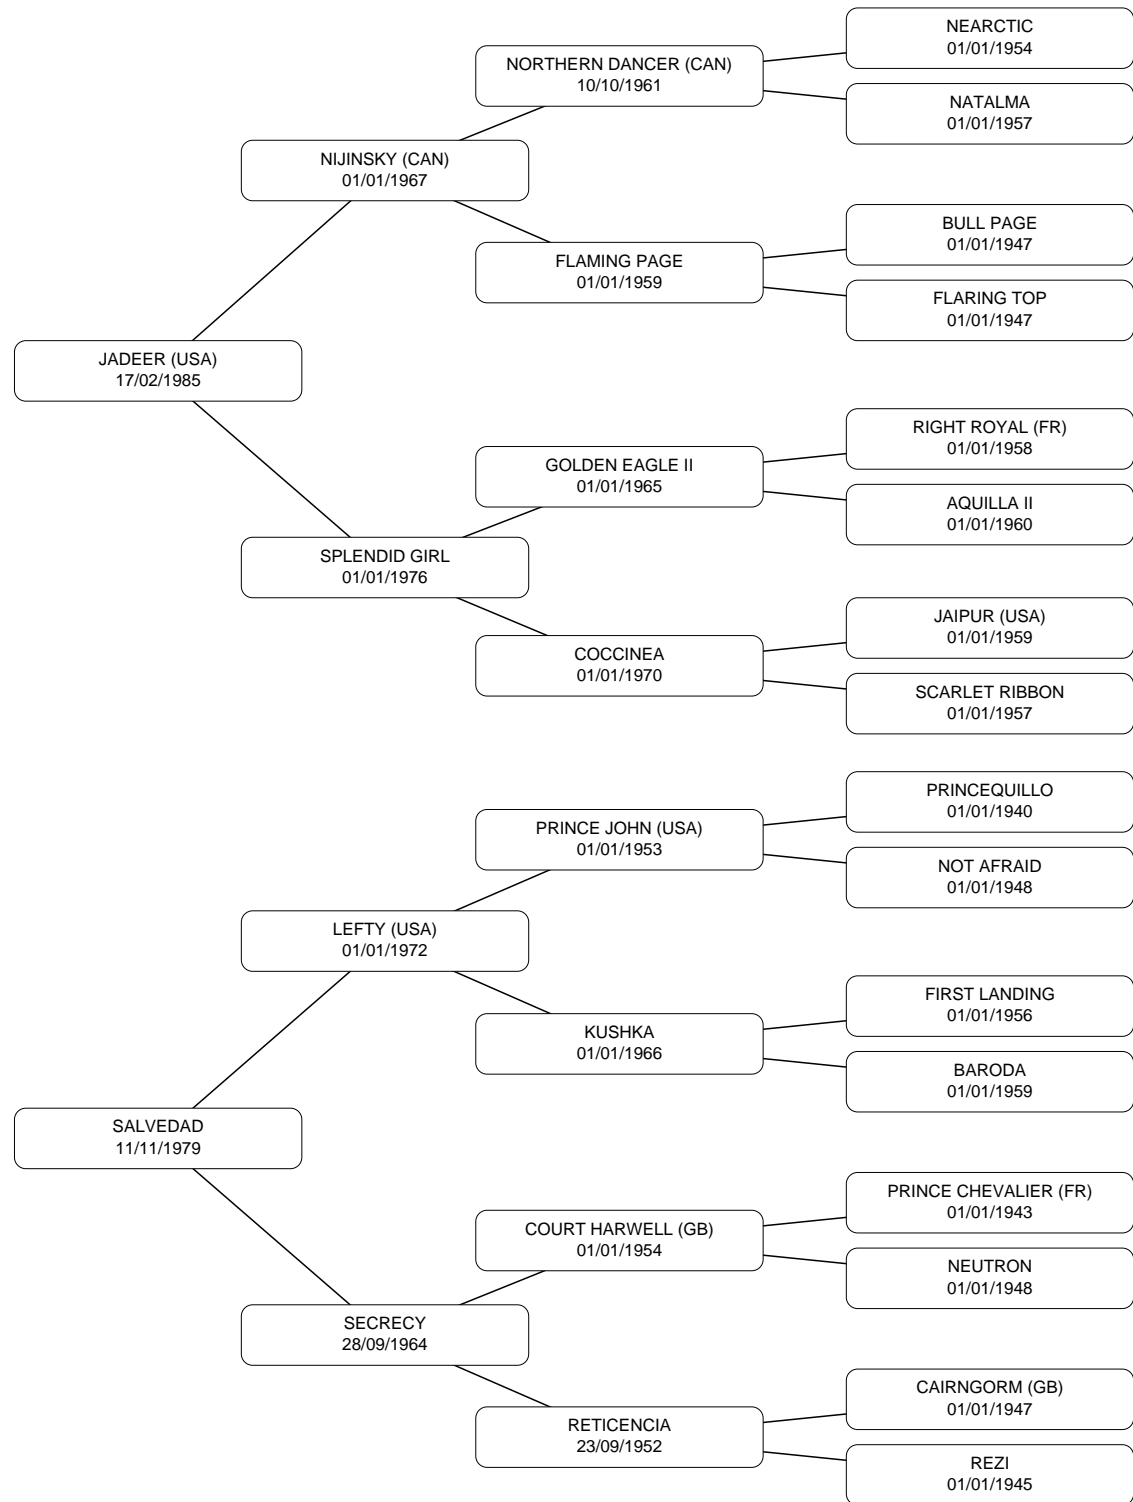 NEARCTIC
01/01/1954
NORTHERN DANCER (CAN)
10/10/1961
NATALMA
01/01/1957
NIJINSKY (CAN)
01/01/1967
BULL PAGE
01/01/1947
FLAMING PAGE
01/01/1959
FLARING TOP
01/01/1947
JADEER (USA)
17/02/1985
RIGHT ROYAL (FR)
01/01/1958
GOLDEN EAGLE II
01/01/1965
AQUILLA II
01/01/1960
SPLENDID GIRL
01/01/1976
JAIPUR (USA)
01/01/1959
COCCINEA
01/01/1970
SCARLET RIBBON
01/01/1957
PRINCEQUILLO
01/01/1940
PRINCE JOHN (USA)
01/01/1953
NOT AFRAID
01/01/1948
LEFTY (USA)
01/01/1972
FIRST LANDING
01/01/1956
KUSHKA
01/01/1966
BARODA
01/01/1959
SALVEDAD
11/11/1979
PRINCE CHEVALIER (FR)
01/01/1943
COURT HARWELL (GB)
01/01/1954
NEUTRON
01/01/1948
SECRECY
28/09/1964
CAIRNGORM (GB)
01/01/1947
RETICENCIA
23/09/1952
REZI
01/01/1945